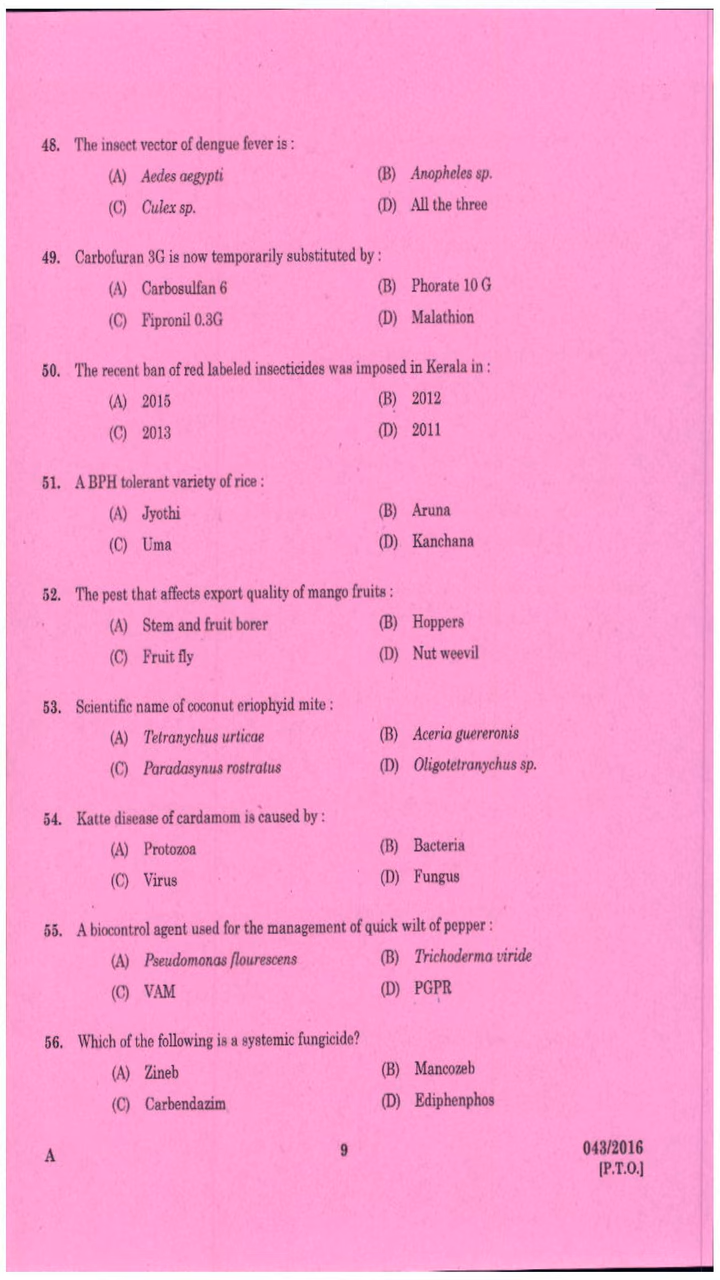 48. The insect vector of dengue fever is :
(A) Aedes aegypti (B) Anopheles sp.
(C) Culex sp. (D) All the three
49. Carbofuran 3G is now temporarily substituted by :
(A) Carbosulfan 6 (B) Phorate 10 G
(C) Fipronil 0.3G (D) Malathion
50. The recent ban of red labeled insecticides was imposed in Kerala in :
(A) 2015 (B) 2012
(C) 2013 (D) 2011
51. A BPH tolerant variety of rice :
(A) Jyothi (B) Aruna
(C) Uma (D) Kanchana
52. The pest that affects export quality of mango fruits :
(A) Stem and fruit borer (B) Hoppers
(C) Fruit fly (D) Nut weevil
53. Scientific name of coconut eriophyid mite :
(A) Tetranychus urticae (B) Aceria guereronis
(C) Paradasynus rostratus (D) Oligotetranychus sp.
54. Katte disease of cardamom is caused by :
(A) Protozoa (B) Bacteria
(C) Virus (D) Fungus
55. A biocontrol agent used for the management of quick wilt of pepper :
(A) Pseudomonas flourescens (B) Trichoderma viride
(C) VAM (D) PGPR
56. Which of the following is a systemic fungicide?
(A) Zineb (B) Mancozeb
(C) Carbendazim (D) Ediphenphos
A 9 043/2016
[P.T.O.]